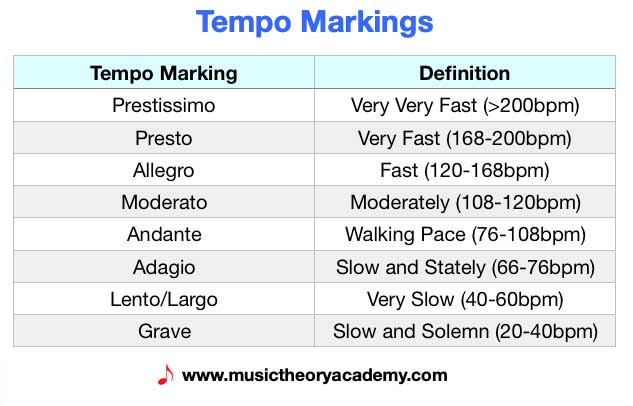 Tempo Markings
Tempo Marking Definition
Prestissimo Very Very Fast (>200bpm)
Presto Very Fast (168-200bpm)
Allegro Fast (120-168bpm)
Moderato Moderately (108-120bpm)
Andante Walking Pace (76-108bpm)
Adagio Slow and Stately (66-76bpm)
Lento/Largo Very Slow (40-60bpm)
Grave Slow and Solemn (20-40bpm)
www.musictheoryacademy.com